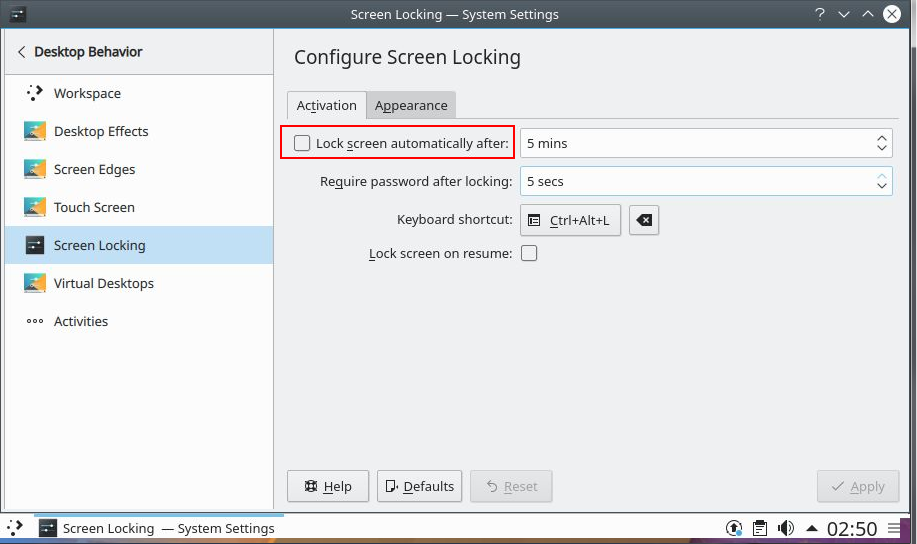 Screen Locking — System Settings
Desktop Behavior
Workspace
Desktop Effects
Screen Edges
Touch Screen
Screen Locking
Virtual Desktops
Activities
Configure Screen Locking
Activation Appearance
Lock screen automatically after: 5 mins
Require password after locking: 5 secs
Keyboard shortcut: Ctrl+Alt+L
Lock screen on resume:
Help Defaults Reset Apply
Screen Locking — System Settings 02:50